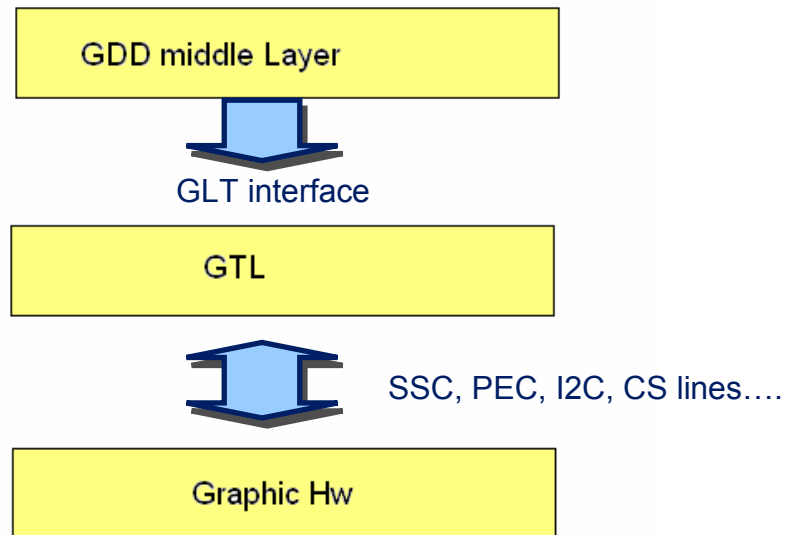 GDD middle Layer
GLT interface
GTL
SSC, PEC, I2C, CS lines....
Graphic Hw